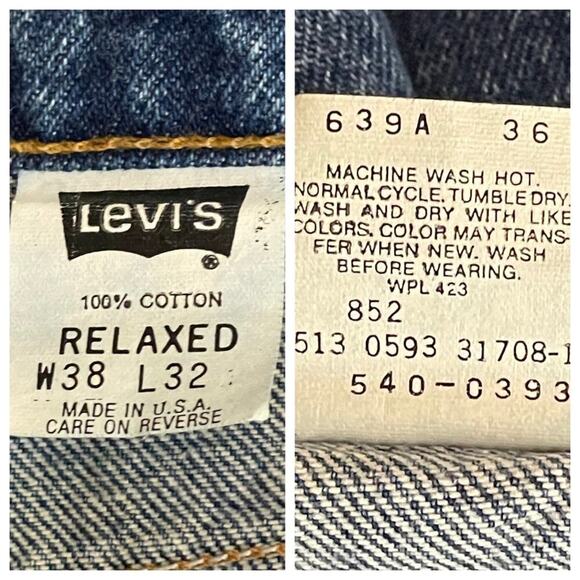 Levi's
®
100% COTTON
RELAXED
W38 L32
MADE IN U.S.A.
CARE ON REVERSE
639A 36
MACHINE WASH HOT.
NORMAL CYCLE. TUMBLE DRY.
WASH AND DRY WITH LIKE
COLORS. COLOR MAY TRANS-
FER WHEN NEW. WASH
BEFORE WEARING.
WPL 423
852
513 0593 31708-1
540-0393